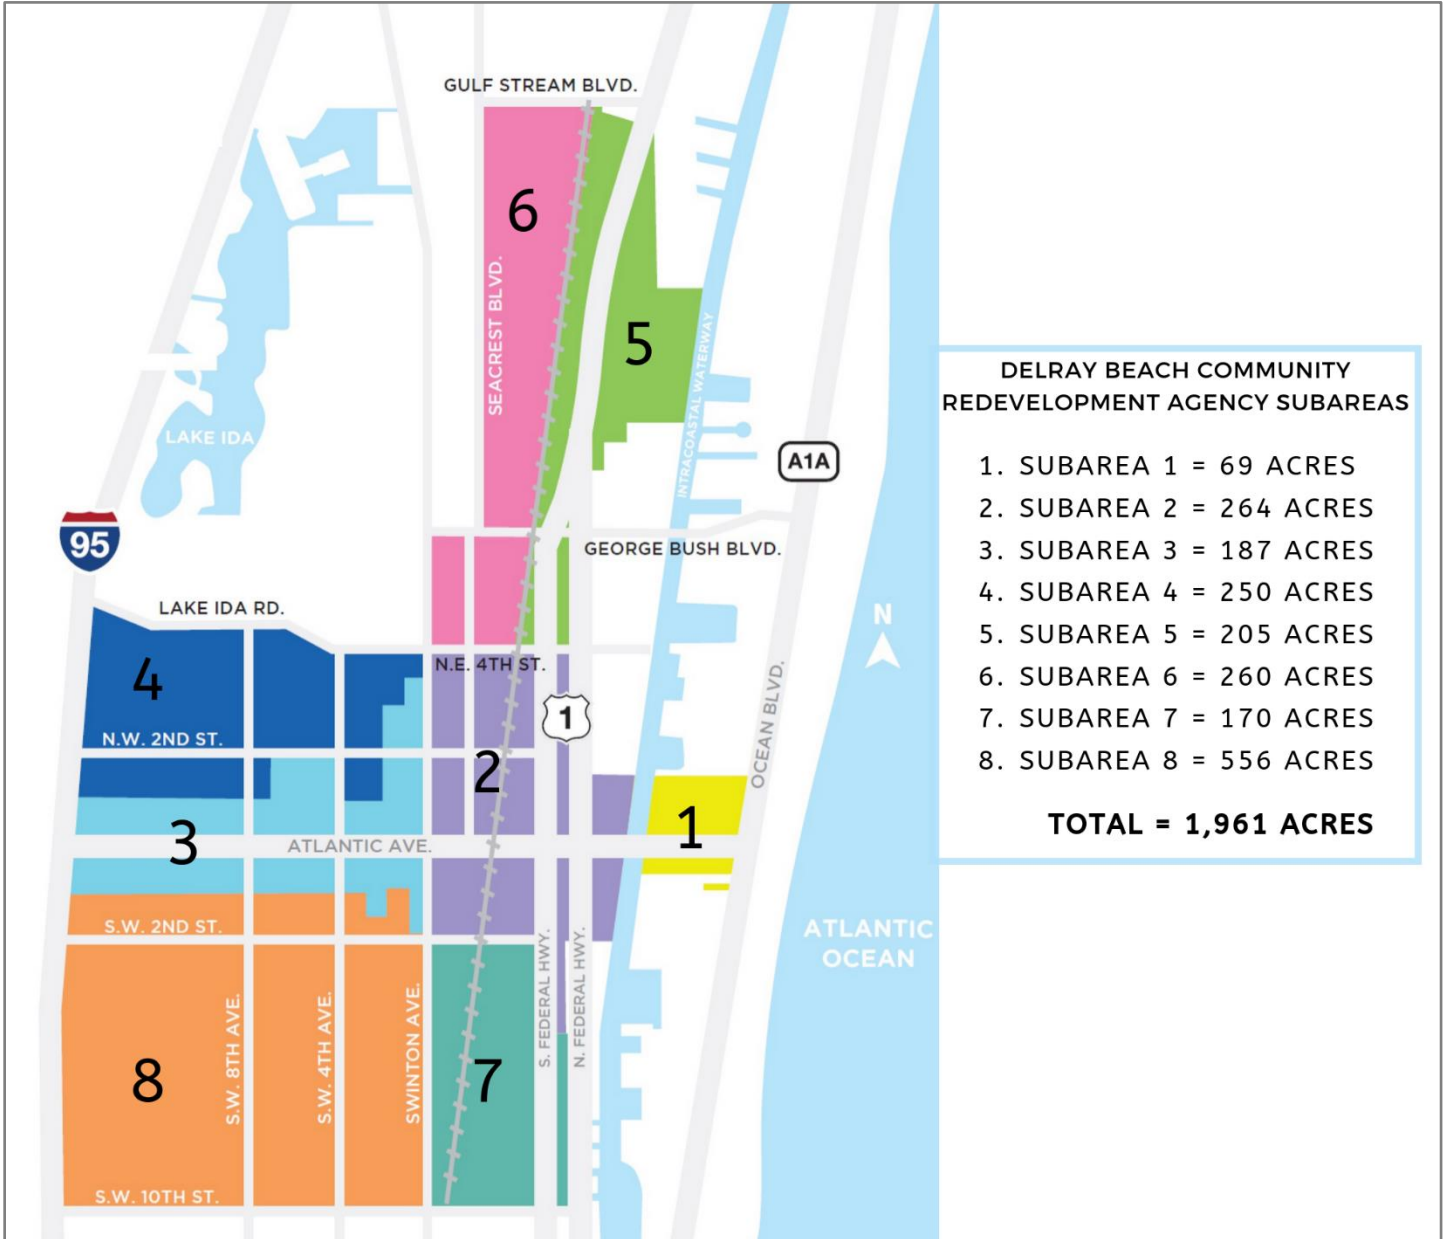 GULF STREAM BLVD.
6
SEACREST BLVD.
5
INTRACOASTAL WATERWAY
LAKE IDA
A1A
95
GEORGE BUSH BLVD.
LAKE IDA RD.
N
4
N.E. 4TH ST.
1
N.W. 2ND ST.
2
OCEAN BLVD.
3
1
ATLANTIC AVE.
S.W. 2ND ST.
ATLANTIC
OCEAN
S. FEDERAL HWY.
N. FEDERAL HWY.
S.W. 8TH AVE.
S.W. 4TH AVE.
SWINTON AVE.
8
7
S.W. 10TH ST.
DELRAY BEACH COMMUNITY
REDEVELOPMENT AGENCY SUBAREAS
1. SUBAREA 1 = 69 ACRES
2. SUBAREA 2 = 264 ACRES
3. SUBAREA 3 = 187 ACRES
4. SUBAREA 4 = 250 ACRES
5. SUBAREA 5 = 205 ACRES
6. SUBAREA 6 = 260 ACRES
7. SUBAREA 7 = 170 ACRES
8. SUBAREA 8 = 556 ACRES
TOTAL = 1,961 ACRES